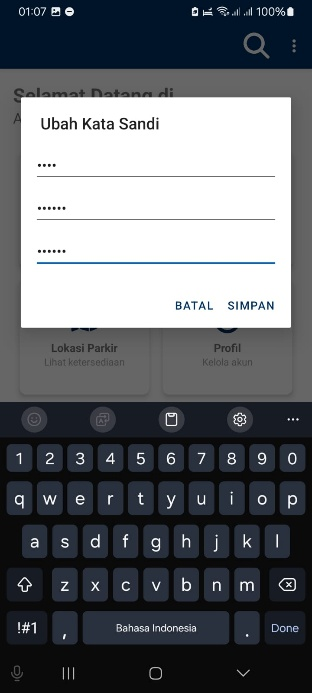 01:07
100%
Selamat Datang di
A
Ubah Kata Sandi
••••
••••••
••••••
BATAL SIMPAN
Lokasi Parkir
Lihat ketersediaan
Profil
Kelola akun
1 2 3 4 5 6 7 8 9 0
q w e r t y u i o p
a s d f g h j k l
z x c v b n m
!#1 , Bahasa Indonesia . Done